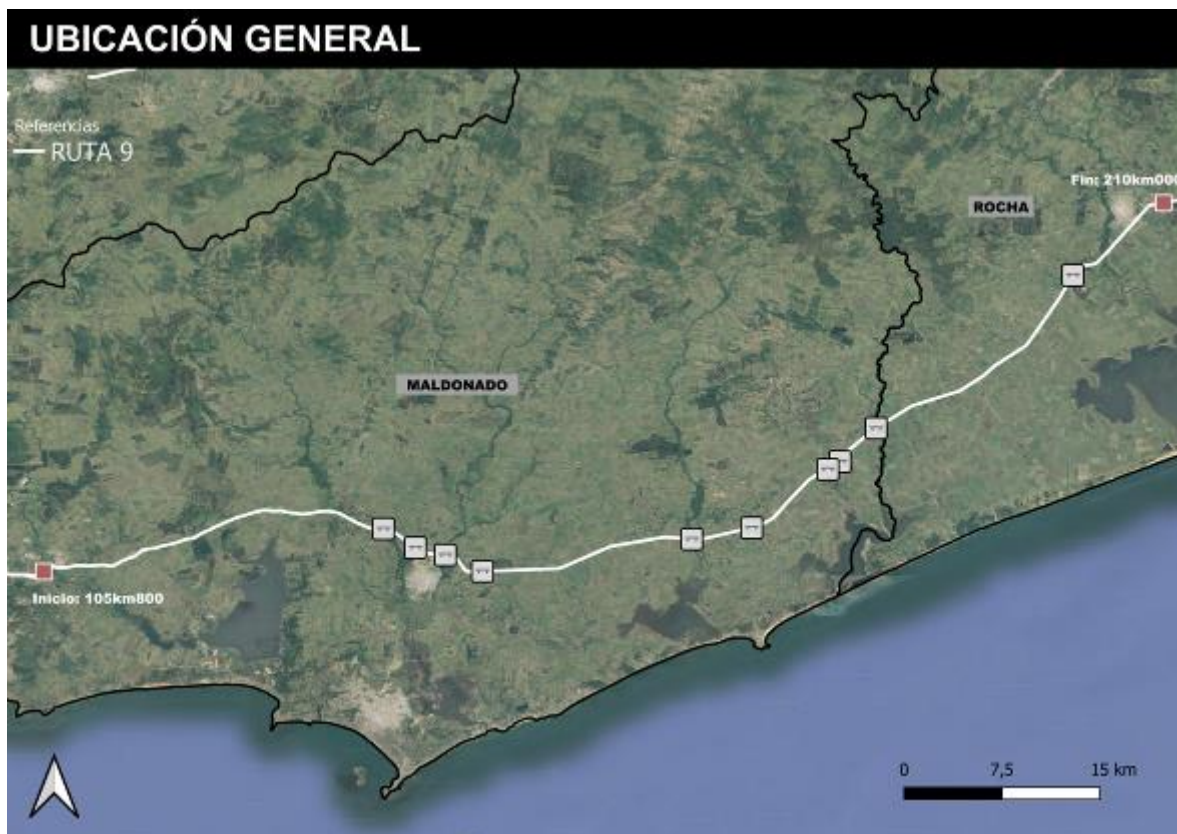 UBICACIÓN GENERAL
Referencias
RUTA 9
Fin: 210km000
ROCHA
MALDONADO
Inicio: 105km800
0 7,5 15 km